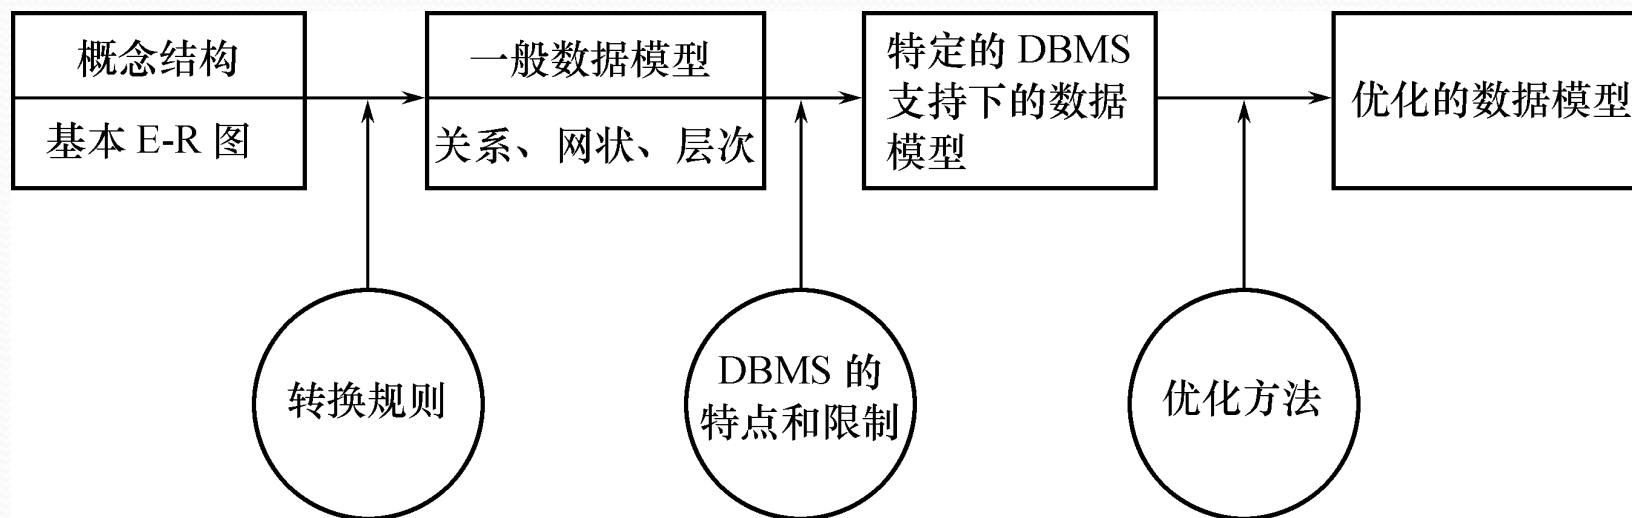 概念结构
基本 E-R 图
一般数据模型
关系、网状、层次
特定的 DBMS
支持下的数据
模型
优化的数据模型
转换规则
DBMS 的
特点和限制
优化方法